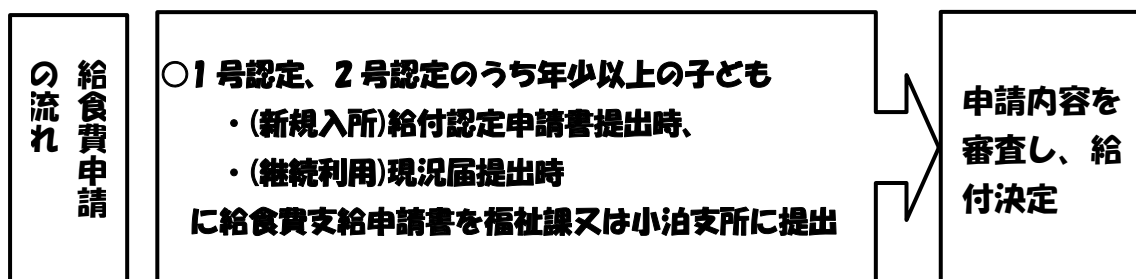 給食費申請
の流れ
○1号認定、2号認定のうち年少以上の子ども
・(新規入所)給付認定申請書提出時、
・(継続利用)現況届提出時
に給食費支給申請書を福祉課又は小泊支所に提出
申請内容を
審査し、給
付決定